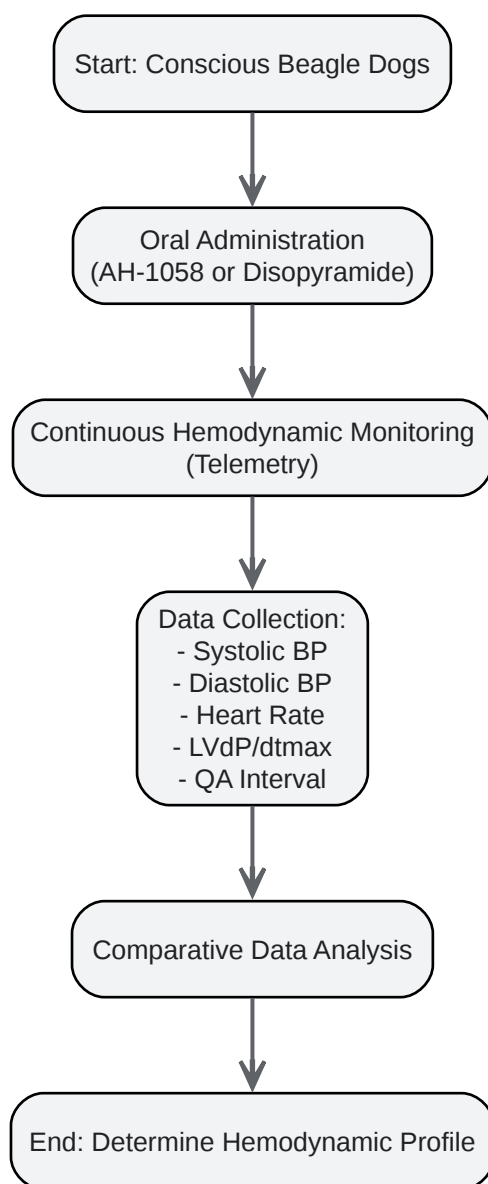 Start: Conscious Beagle Dogs
Oral Administration
(AH-1058 or Disopyramide)
Continuous Hemodynamic Monitoring
(Telemetry)
Data Collection:
- Systolic BP
- Diastolic BP
- Heart Rate
- LVdP/dtmax
- QA Interval
Comparative Data Analysis
End: Determine Hemodynamic Profile